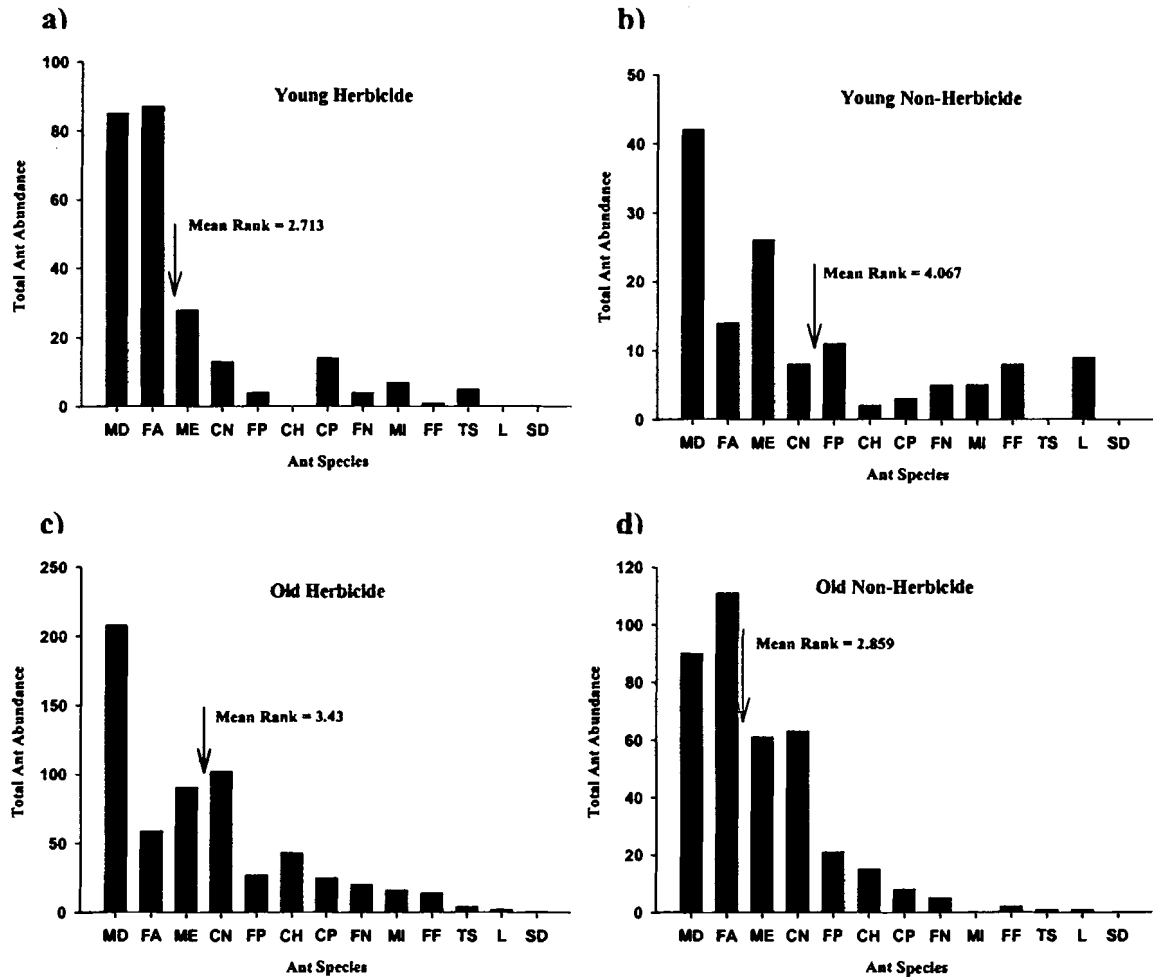 a)
Young Herbicide
Total Ant Abundance
100
80
60
40
20
0
Mean Rank = 2.713
MD FA ME CN FP CH CP FN MI FF TS L SD
Ant Species
b)
Young Non-Herbicide
Total Ant Abundance
50
40
30
20
10
0
Mean Rank = 4.067
MD FA ME CN FP CH CP FN MI FF TS L SD
Ant Species
c)
Old Herbicide
Total Ant Abundance
250
200
150
100
50
0
Mean Rank = 3.43
MD FA ME CN FP CH CP FN MI FF TS L SD
Ant Species
d)
Old Non-Herbicide
Total Ant Abundance
120
100
80
60
40
20
0
Mean Rank = 2.859
MD FA ME CN FP CH CP FN MI FF TS L SD
Ant Species